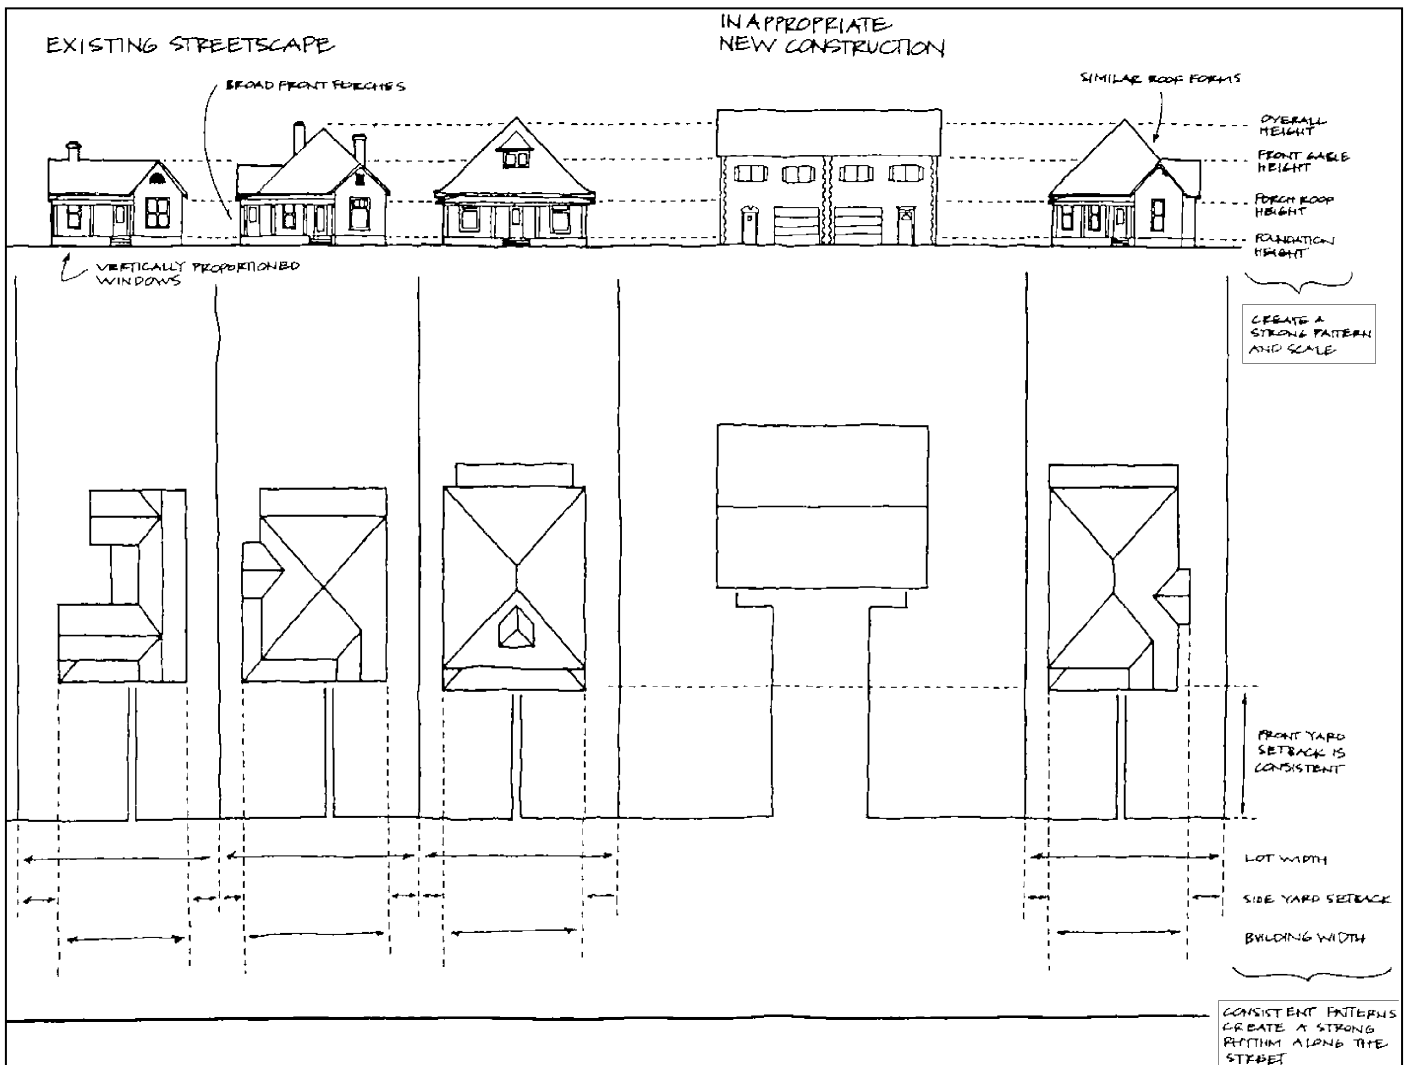 EXISTING STREETSCAPE
INAPPROPRIATE
NEW CONSTRUCTION
BROAD FRONT PORCHES
SIMILAR ROOF FORMS
OVERALL
HEIGHT
FRONT GABLE
HEIGHT
PORCH ROOF
HEIGHT
FOUNDATION
HEIGHT
VERTICALLY PROPORTIONED
WINDOWS
CREATE A
STRONG PATTERN
AND SCALE
FRONT YARD
SETBACK IS
CONSISTENT
LOT WIDTH
SIDE YARD SETBACK
BUILDING WIDTH
CONSISTENT PATTERNS
CREATE A STRONG
RHYTHM ALONG THE
STREET